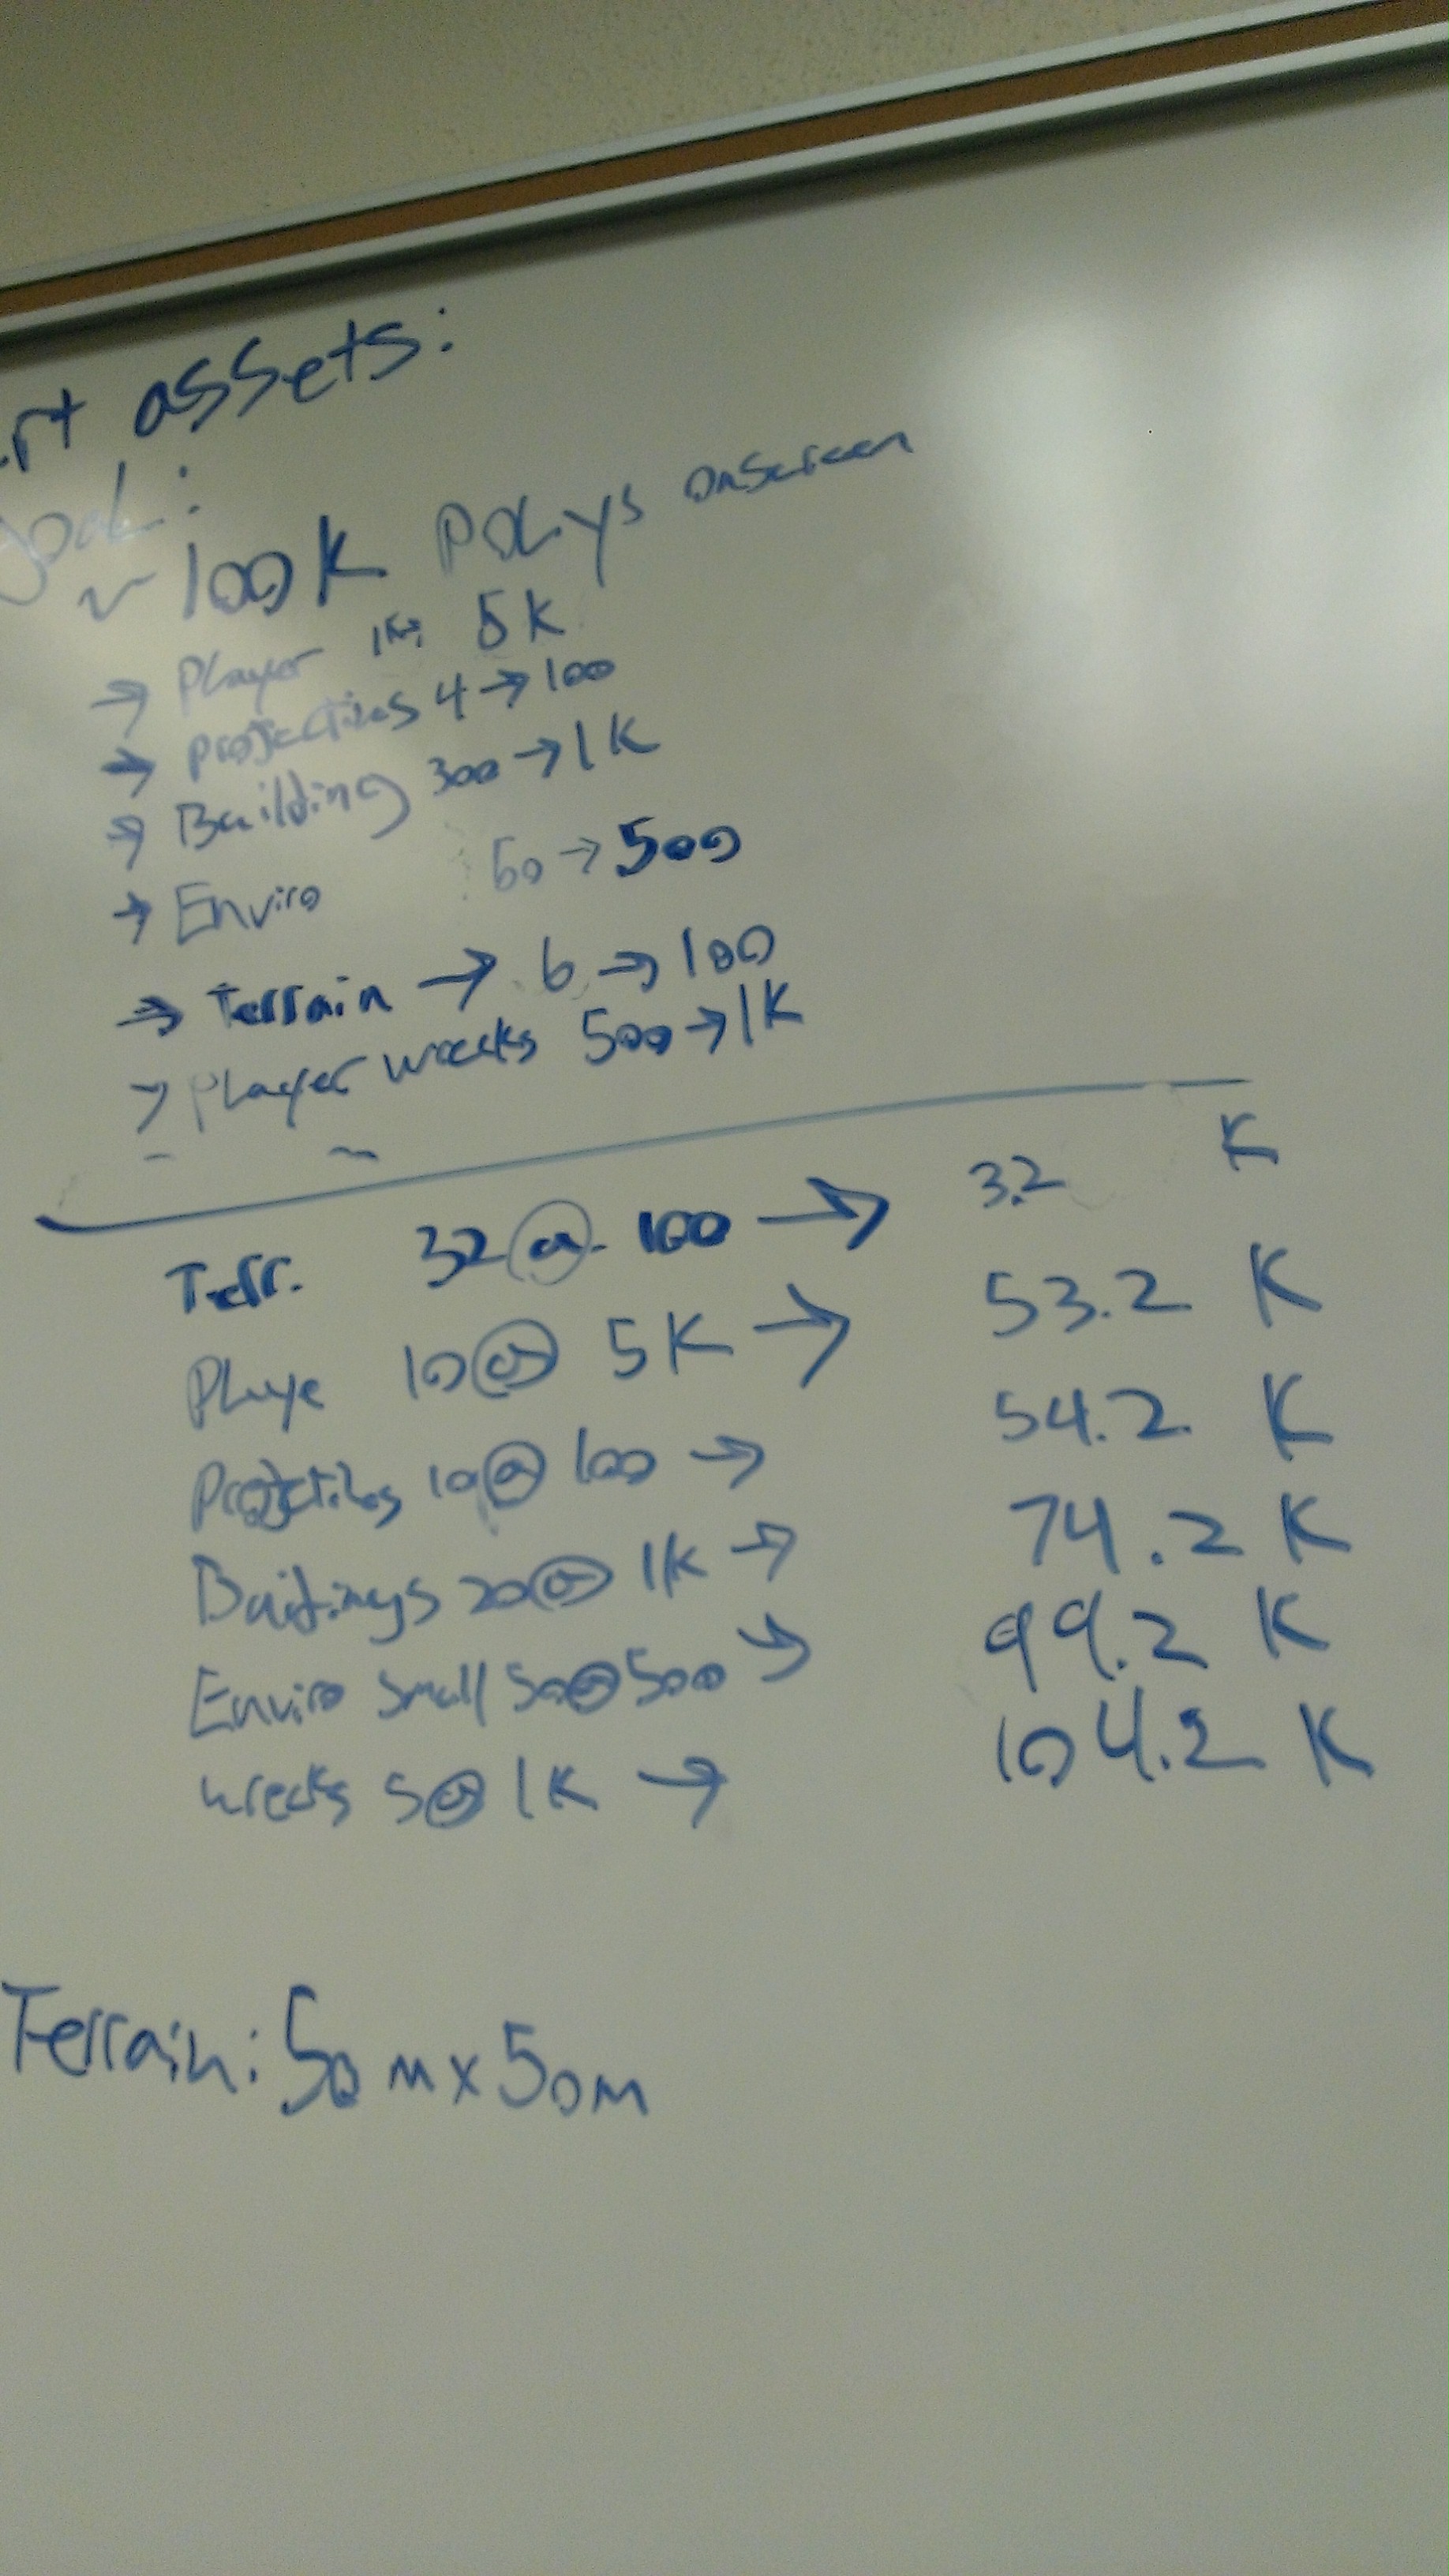 rt assets:
goal:
~ 100K Polys onscreen
→ Player 1K→ 5K
→ Projectiles 4→100
→ Building 300→1K
→ Enviro 50→500
→ Terrain → 6→100
→ Player wrecks 500→1K
Terr. 32@ 100 → 3.2 K
Playe 10@ 5K → 53.2 K
Projectiles 10@ 100 → 54.2 K
Buildings 20@ 1K → 74.2 K
Enviro small 50@500 → 99.2 K
wrecks 5@ 1K → 104.2 K
Terrain: 50m x 50m